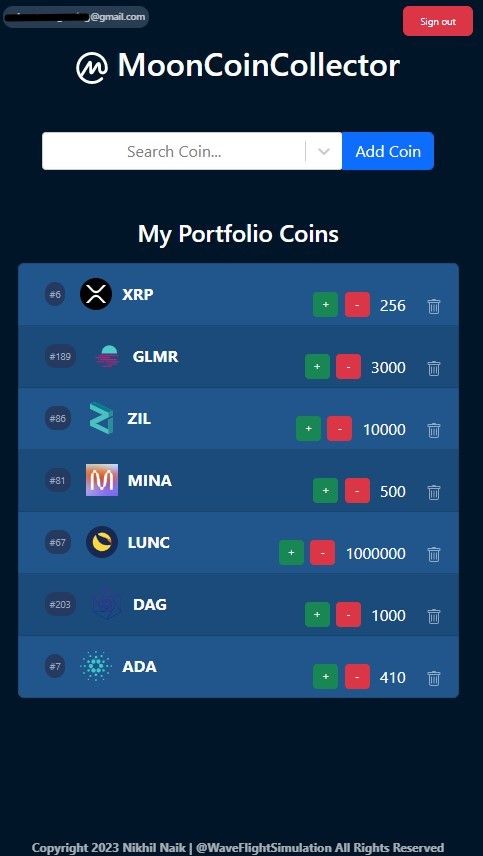 @gmail.com
Sign out
MoonCoinCollector
Search Coin...
Add Coin
My Portfolio Coins
#6 XRP + - 256
#189 GLMR + - 3000
#86 ZIL + - 10000
#81 MINA + - 500
#67 LUNC + - 1000000
#203 DAG + - 1000
#7 ADA + - 410
Copyright 2023 Nikhil Naik | @WaveFlightSimulation All Rights Reserved